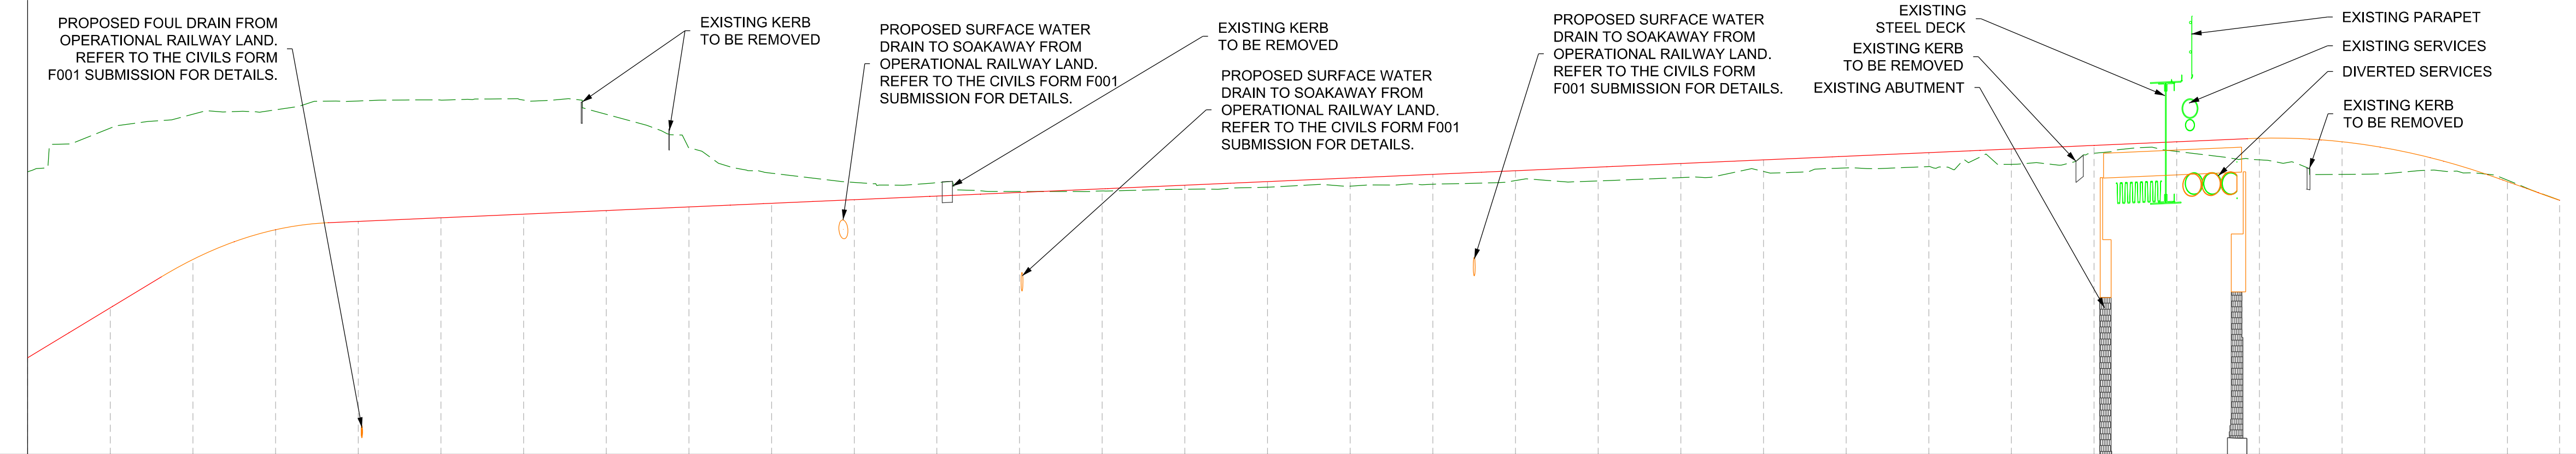 PROPOSED FOUL DRAIN FROM
OPERATIONAL RAILWAY LAND.
REFER TO THE CIVILS FORM
F001 SUBMISSION FOR DETAILS.
EXISTING KERB
TO BE REMOVED
PROPOSED SURFACE WATER
DRAIN TO SOAKAWAY FROM
OPERATIONAL RAILWAY LAND.
REFER TO THE CIVILS FORM F001
SUBMISSION FOR DETAILS.
EXISTING KERB
TO BE REMOVED
PROPOSED SURFACE WATER
DRAIN TO SOAKAWAY FROM
OPERATIONAL RAILWAY LAND.
REFER TO THE CIVILS FORM F001
SUBMISSION FOR DETAILS.
PROPOSED SURFACE WATER
DRAIN TO SOAKAWAY FROM
OPERATIONAL RAILWAY LAND.
REFER TO THE CIVILS FORM
F001 SUBMISSION FOR DETAILS.
EXISTING
STEEL DECK
EXISTING KERB
TO BE REMOVED
EXISTING ABUTMENT
EXISTING PARAPET
EXISTING SERVICES
DIVERTED SERVICES
EXISTING KERB
TO BE REMOVED